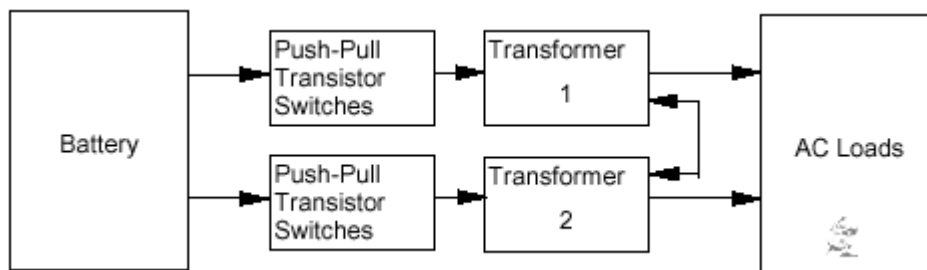 Battery
Push-Pull
Transistor
Switches
Transformer
1
Push-Pull
Transistor
Switches
Transformer
2
AC Loads